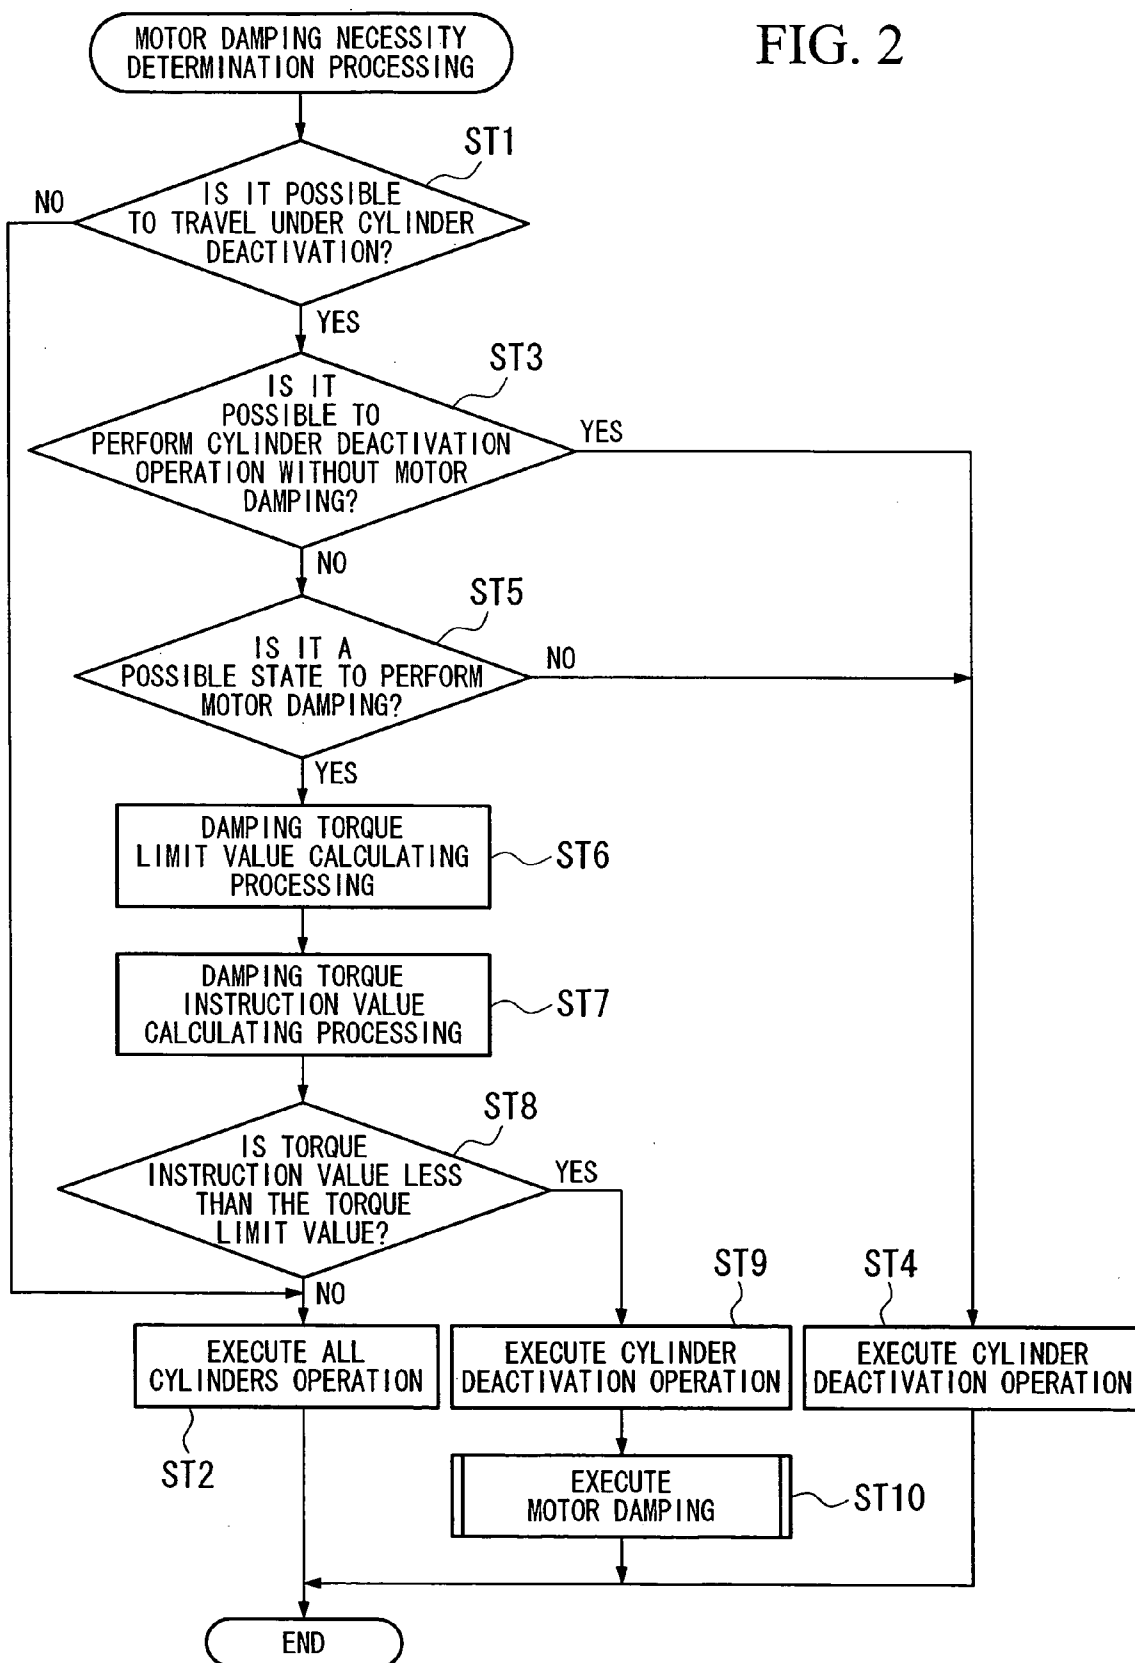 FIG. 2
MOTOR DAMPING NECESSITY
DETERMINATION PROCESSING
ST1
IS IT POSSIBLE
TO TRAVEL UNDER CYLINDER
DEACTIVATION?
NO
YES
ST3
IS IT
POSSIBLE TO
PERFORM CYLINDER DEACTIVATION
OPERATION WITHOUT MOTOR
DAMPING?
YES
NO
ST5
IS IT A
POSSIBLE STATE TO PERFORM
MOTOR DAMPING?
NO
YES
DAMPING TORQUE
LIMIT VALUE CALCULATING
PROCESSING
ST6
DAMPING TORQUE
INSTRUCTION VALUE
CALCULATING PROCESSING
ST7
ST8
IS TORQUE
INSTRUCTION VALUE LESS
THAN THE TORQUE
LIMIT VALUE?
YES
NO
ST9
ST4
EXECUTE ALL
CYLINDERS OPERATION
EXECUTE CYLINDER
DEACTIVATION OPERATION
EXECUTE CYLINDER
DEACTIVATION OPERATION
ST2
EXECUTE
MOTOR DAMPING
ST10
END